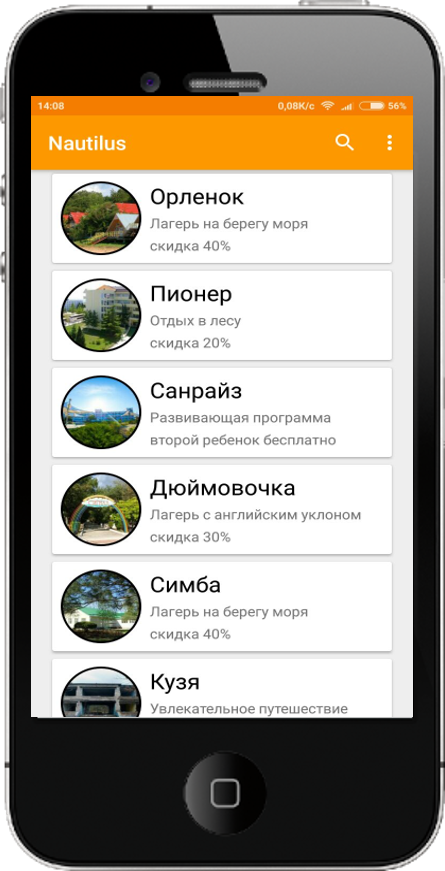 14:08 0,08K/c 56%
Nautilus
Орленок
Лагерь на берегу моря
скидка 40%
Пионер
Отдых в лесу
скидка 20%
Санрайз
Развивающая программа
второй ребенок бесплатно
Дюймовочка
Лагерь с английским уклоном
скидка 30%
Симба
Лагерь на берегу моря
скидка 40%
Кузя
Увлекательное путешествие